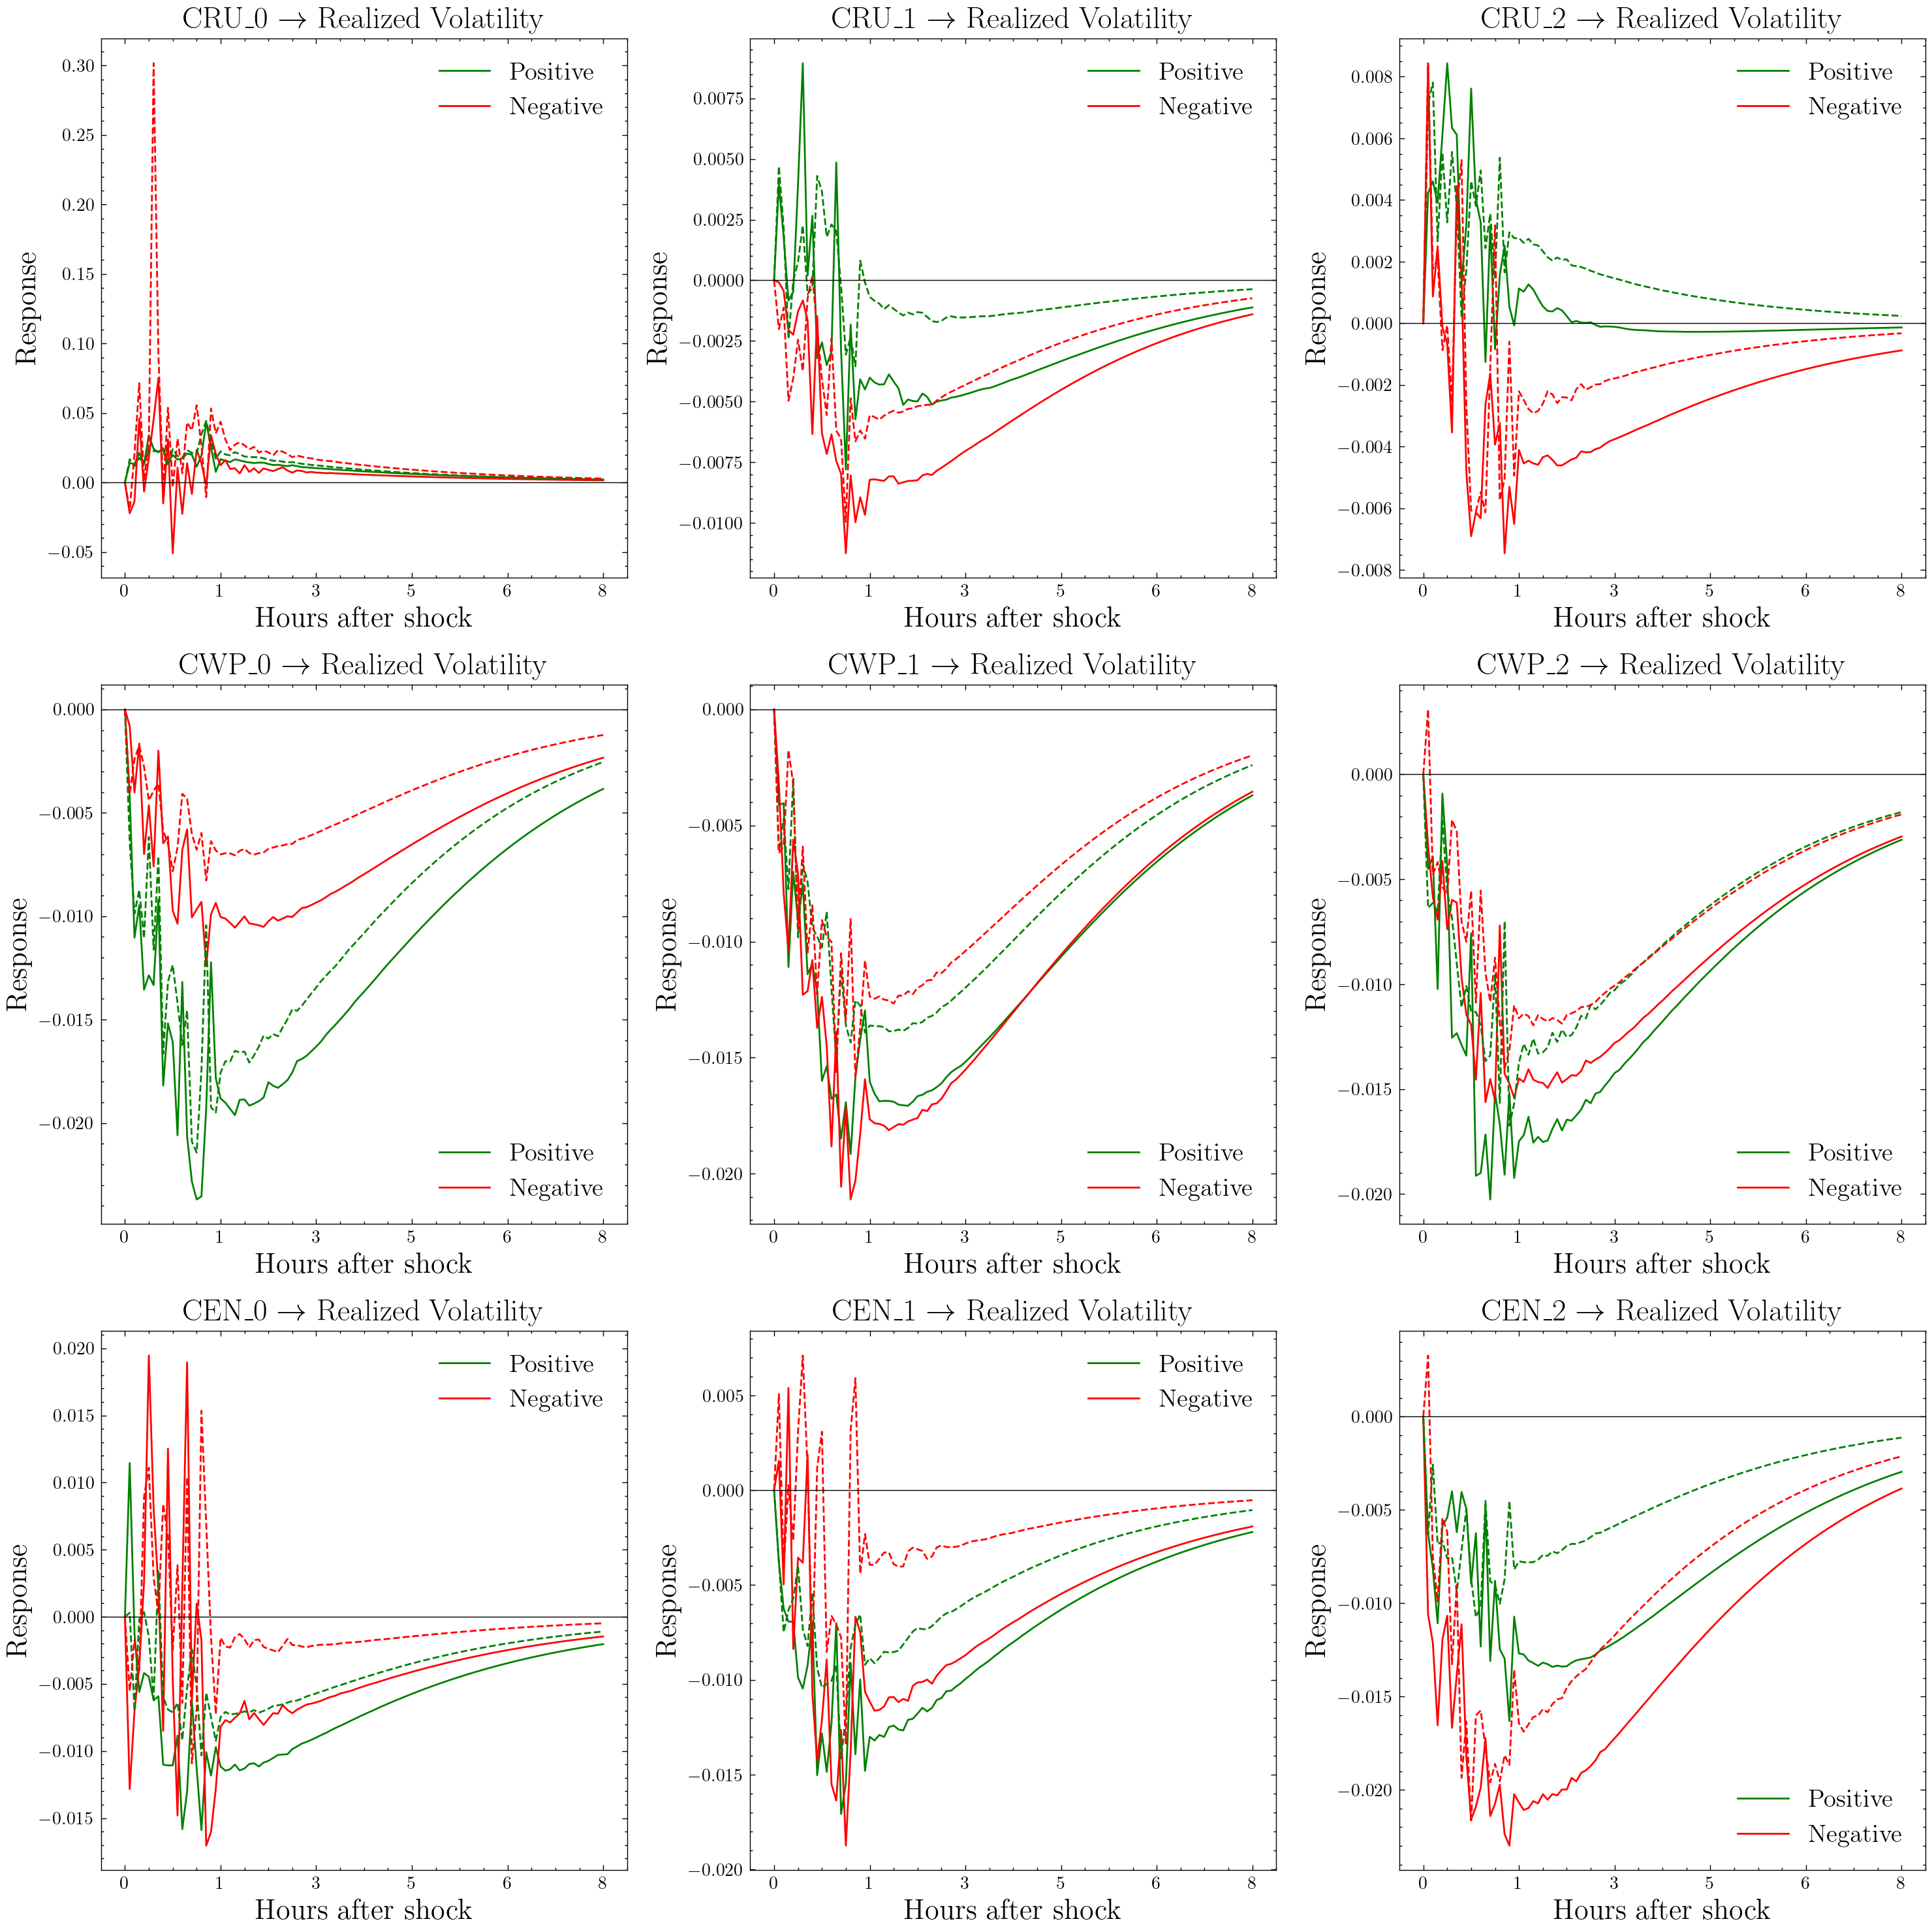 CRU_0 → Realized Volatility
Response
0.30
0.25
0.20
0.15
0.10
0.05
0.00
−0.05
Positive
Negative
0 1 3 5 6 8
Hours after shock
CRU_1 → Realized Volatility
Response
0.0075
0.0050
0.0025
0.0000
−0.0025
−0.0050
−0.0075
−0.0100
Positive
Negative
0 1 3 5 6 8
Hours after shock
CRU_2 → Realized Volatility
Response
0.008
0.006
0.004
0.002
0.000
−0.002
−0.004
−0.006
−0.008
Positive
Negative
0 1 3 5 6 8
Hours after shock
CWP_0 → Realized Volatility
Response
0.000
−0.005
−0.010
−0.015
−0.020
Positive
Negative
0 1 3 5 6 8
Hours after shock
CWP_1 → Realized Volatility
Response
0.000
−0.005
−0.010
−0.015
−0.020
Positive
Negative
0 1 3 5 6 8
Hours after shock
CWP_2 → Realized Volatility
Response
0.000
−0.005
−0.010
−0.015
−0.020
Positive
Negative
0 1 3 5 6 8
Hours after shock
CEN_0 → Realized Volatility
Response
0.020
0.015
0.010
0.005
0.000
−0.005
−0.010
−0.015
Positive
Negative
0 1 3 5 6 8
Hours after shock
CEN_1 → Realized Volatility
Response
0.005
0.000
−0.005
−0.010
−0.015
−0.020
Positive
Negative
0 1 3 5 6 8
Hours after shock
CEN_2 → Realized Volatility
Response
0.000
−0.005
−0.010
−0.015
−0.020
Positive
Negative
0 1 3 5 6 8
Hours after shock